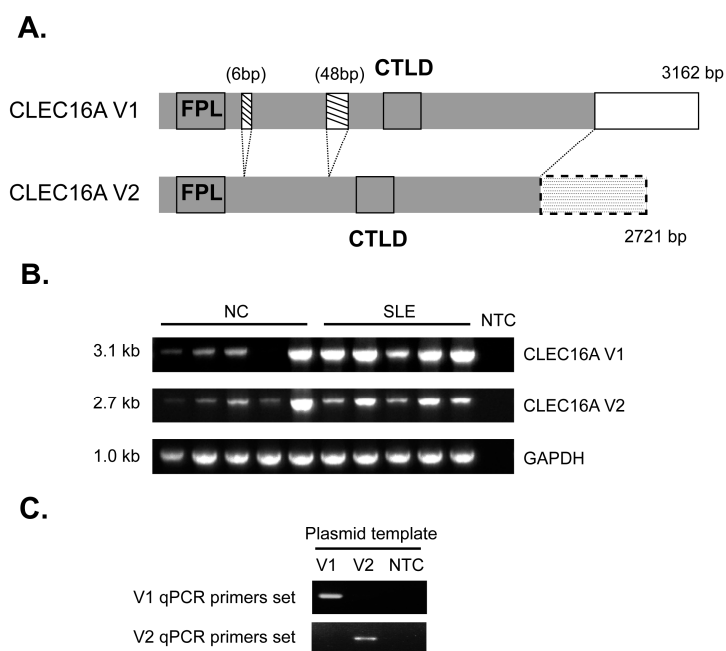 A.
(6bp) (48bp) CTLD 3162 bp
CLEC16A V1 FPL
CLEC16A V2 FPL
CTLD 2721 bp
B.
NC SLE NTC
3.1 kb CLEC16A V1
2.7 kb CLEC16A V2
1.0 kb GAPDH
C.
Plasmid template
V1 V2 NTC
V1 qPCR primers set
V2 qPCR primers set